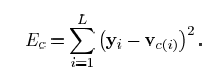 $E_c = \sum_{i=1}^{L} \left( \mathbf{y}_i - \mathbf{v}_{c(i)} \right)^2.$